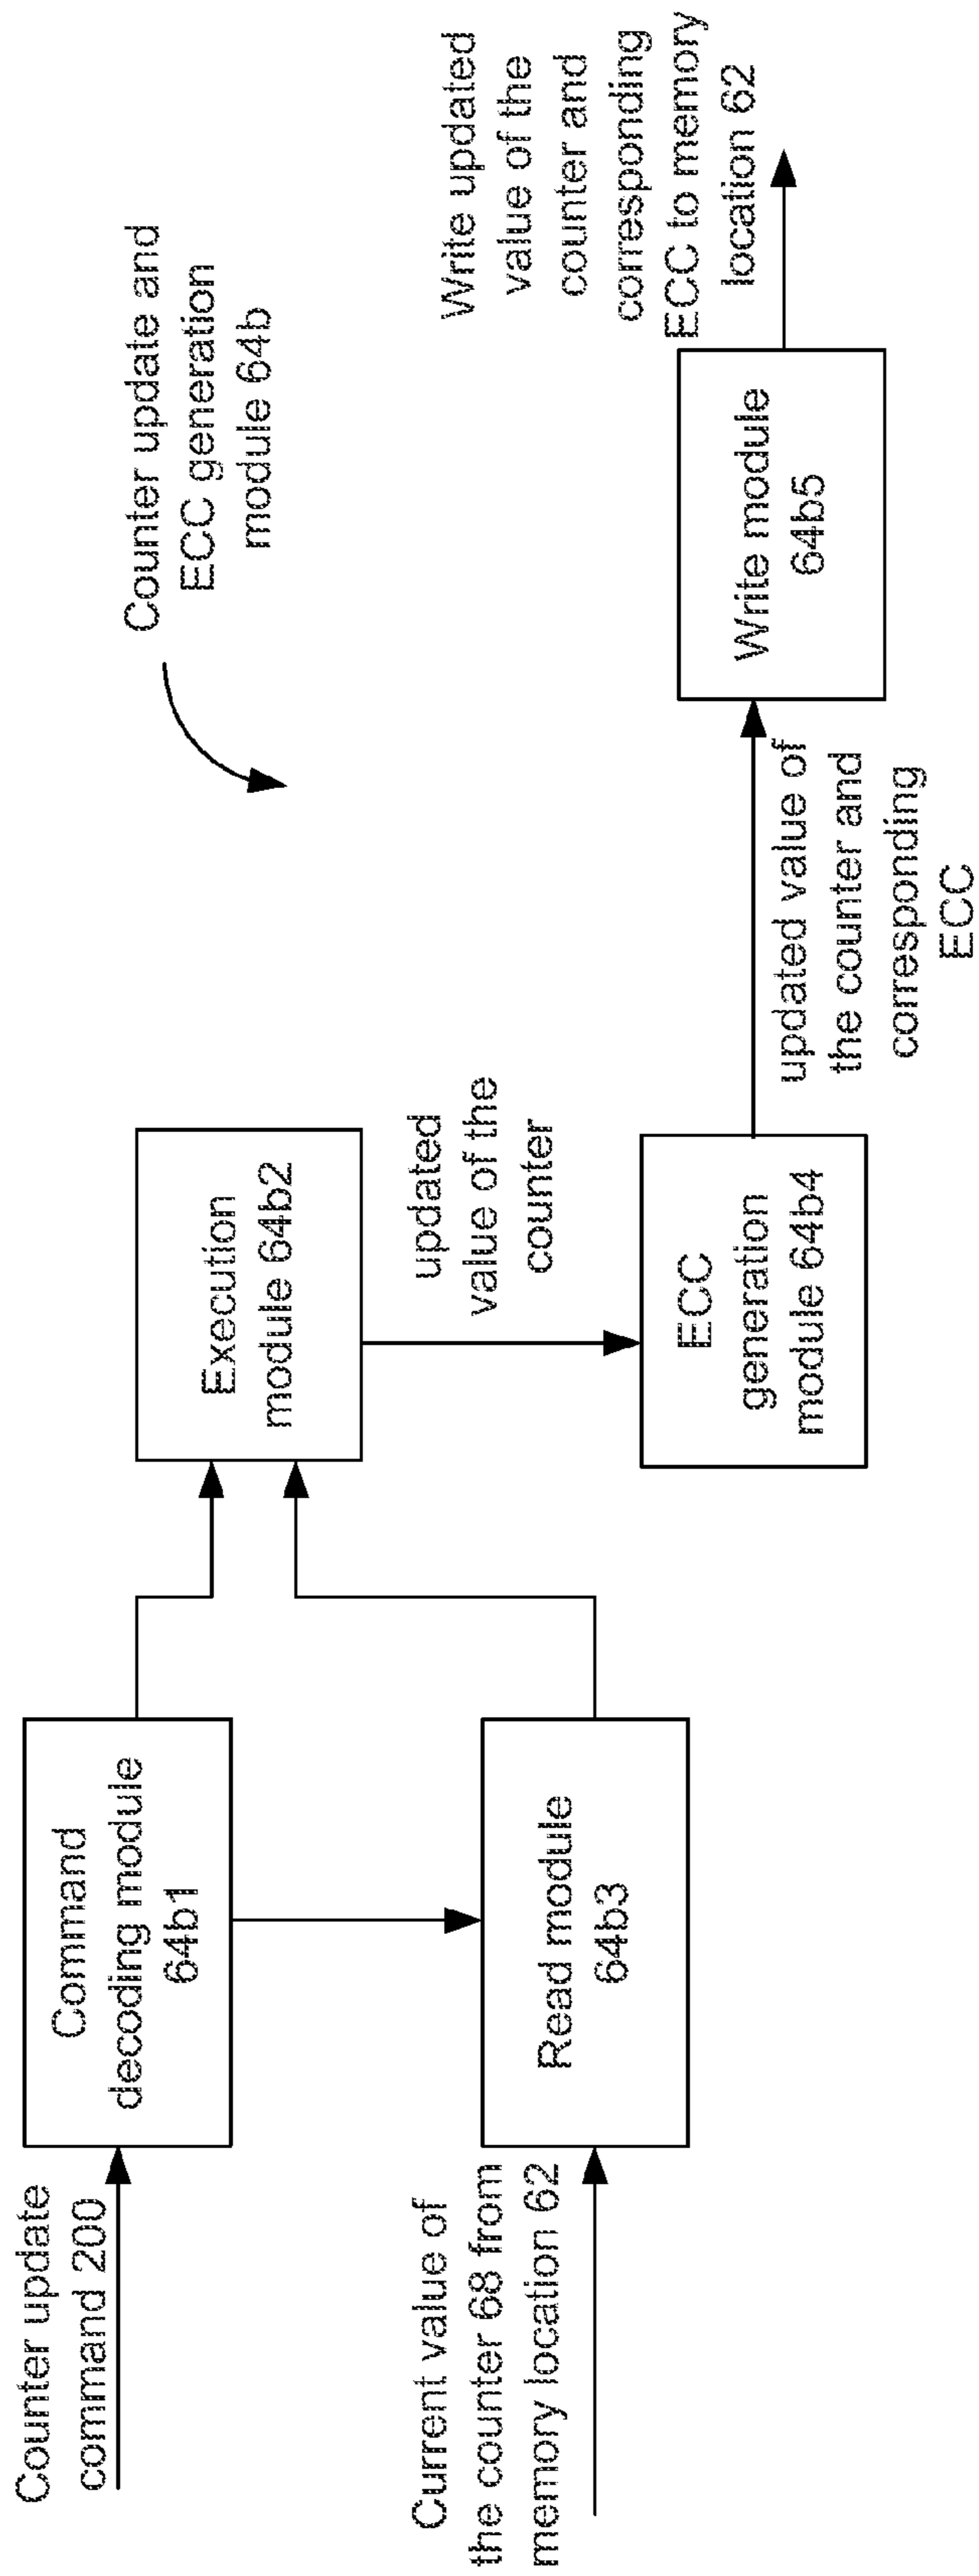 Counter update and
ECC generation
module 64b
Counter update
command 200
Command
decoding module
64b1
Execution
module 64b2
Current value of
the counter 68 from
memory location 62
Read module
64b3
updated
value of the
counter
ECC
generation
module 64b4
updated value of
the counter and
corresponding
ECC
Write module
64b5
Write updated
value of the
counter and
corresponding
ECC to memory
location 62